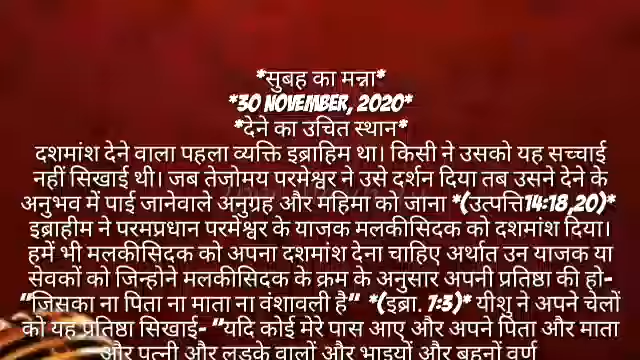 *सुबह का मन्ना*
*30 NOVEMBER, 2020*
*देने का उचित स्थान*
दशमांश देने वाला पहला व्यक्ति इब्राहिम था। किसी ने उसको यह सच्चाई
नहीं सिखाई थी। जब तेजोमय परमेश्वर ने उसे दर्शन दिया तब उसने देने के
अनुभव में पाई जानेवाले अनुग्रह और महिमा को जाना *(उत्पत्ति14:18,20)*
इब्राहीम ने परमप्रधान परमेश्वर के याजक मलकीसिदक को दशमांश दिया।
हमें भी मलकीसिदक को अपना दशमांश देना चाहिए अर्थात उन याजक या
सेवकों को जिन्होने मलकीसिदक के क्रम के अनुसार अपनी प्रतिष्ठा की हो-
"जिसका ना पिता ना माता ना वंशावली है" *(इब्रा. 7:3)* यीशु ने अपने चेलों
को यह प्रतिष्ठा सिखाई- "यदि कोई मेरे पास आए और अपने पिता और माता
और पत्नी और लड़के वालों और भाइयों और बहनों वर्ण